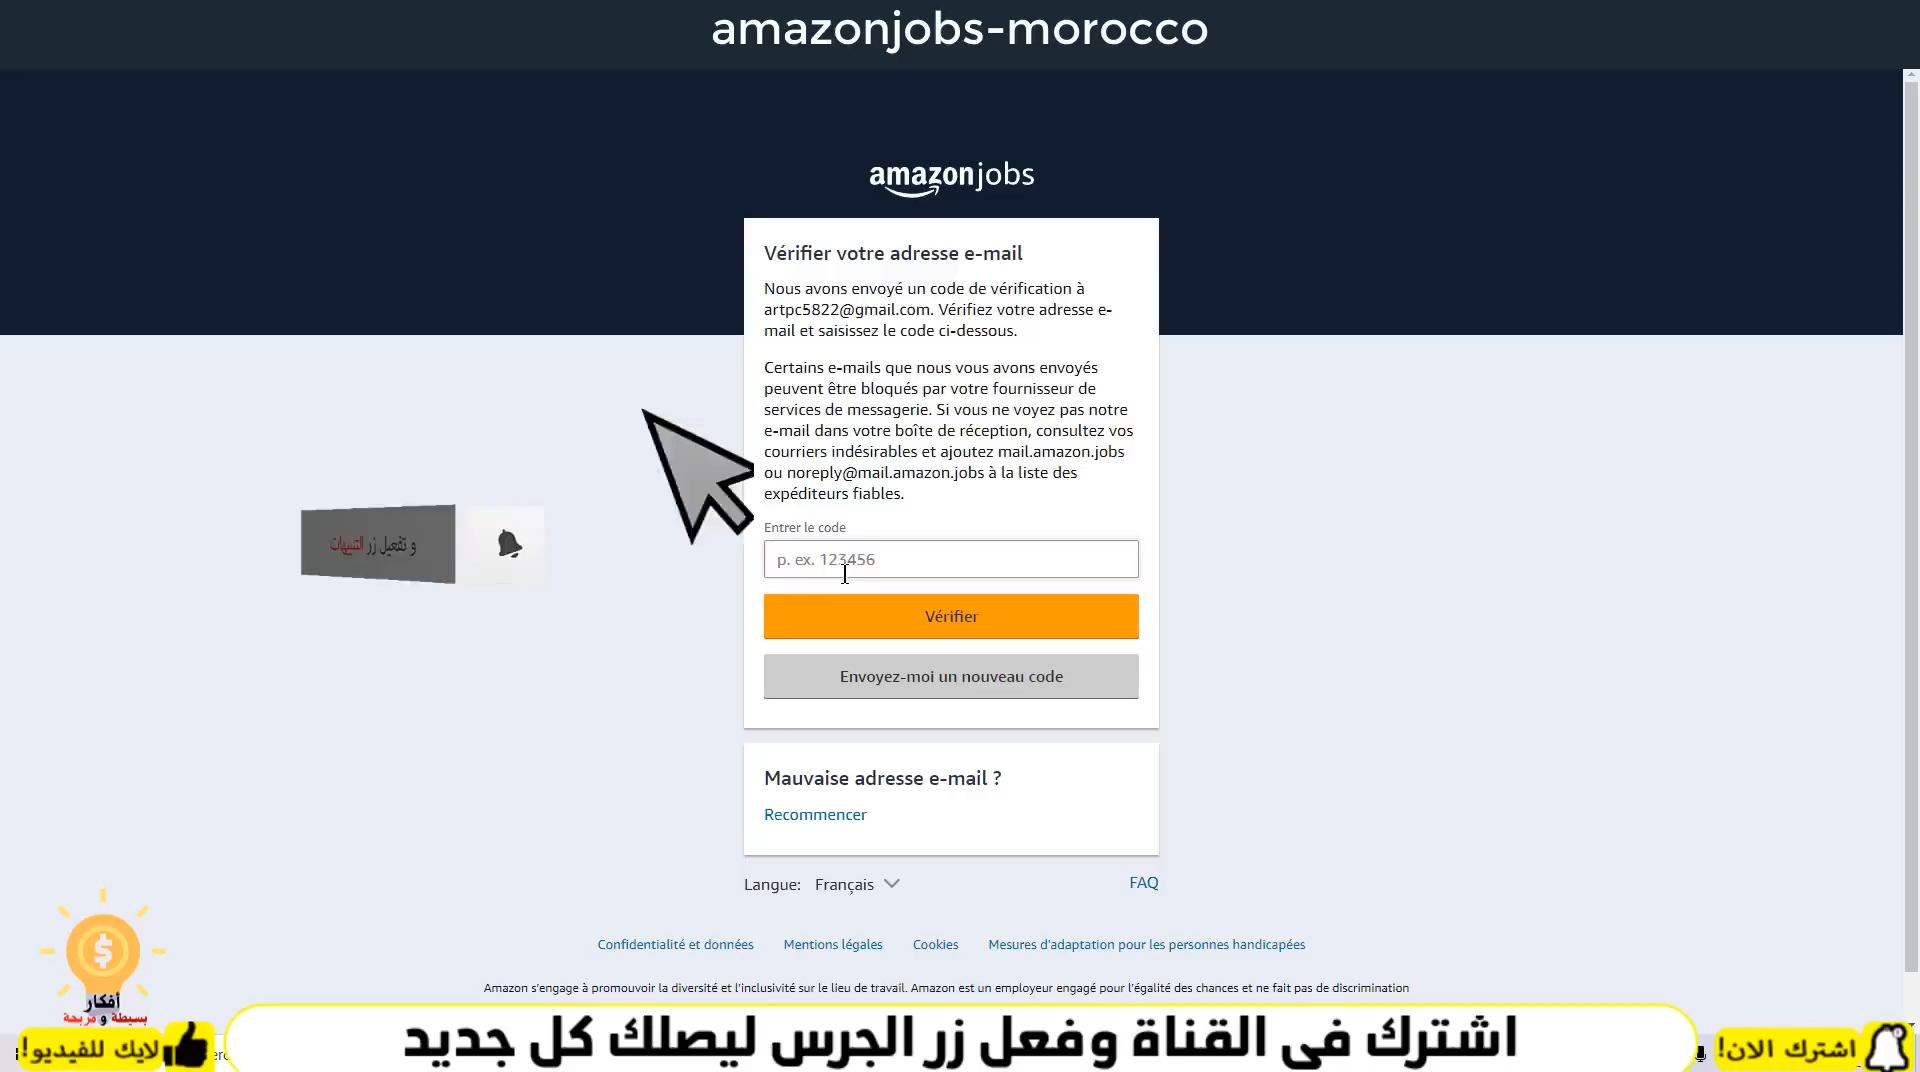 amazonjobs-morocco
amazonjobs
Vérifier votre adresse e-mail
Nous avons envoyé un code de vérification à
artpc5822@gmail.com. Vérifiez votre adresse e-
mail et saisissez le code ci-dessous.
Certains e-mails que nous vous avons envoyés
peuvent être bloqués par votre fournisseur de
services de messagerie. Si vous ne voyez pas notre
e-mail dans votre boîte de réception, consultez vos
courriers indésirables et ajoutez mail.amazon.jobs
ou noreply@mail.amazon.jobs à la liste des
expéditeurs fiables.
و تفعيل زر التنبيهات
Entrer le code
p. ex. 123456
Vérifier
Envoyez-moi un nouveau code
Mauvaise adresse e-mail ?
Recommencer
Langue: Français
FAQ
Confidentialité et données
Mentions légales
Cookies
Mesures d'adaptation pour les personnes handicapées
Amazon s'engage à promouvoir la diversité et l'inclusivité sur le lieu de travail. Amazon est un employeur engagé pour l'égalité des chances et ne fait pas de discrimination
$
أفكار
بسيطة و مربحة
لايك للفيديو!
اشترك فى القناة وفعل زر الجرس ليصلك كل جديد
اشترك الان!